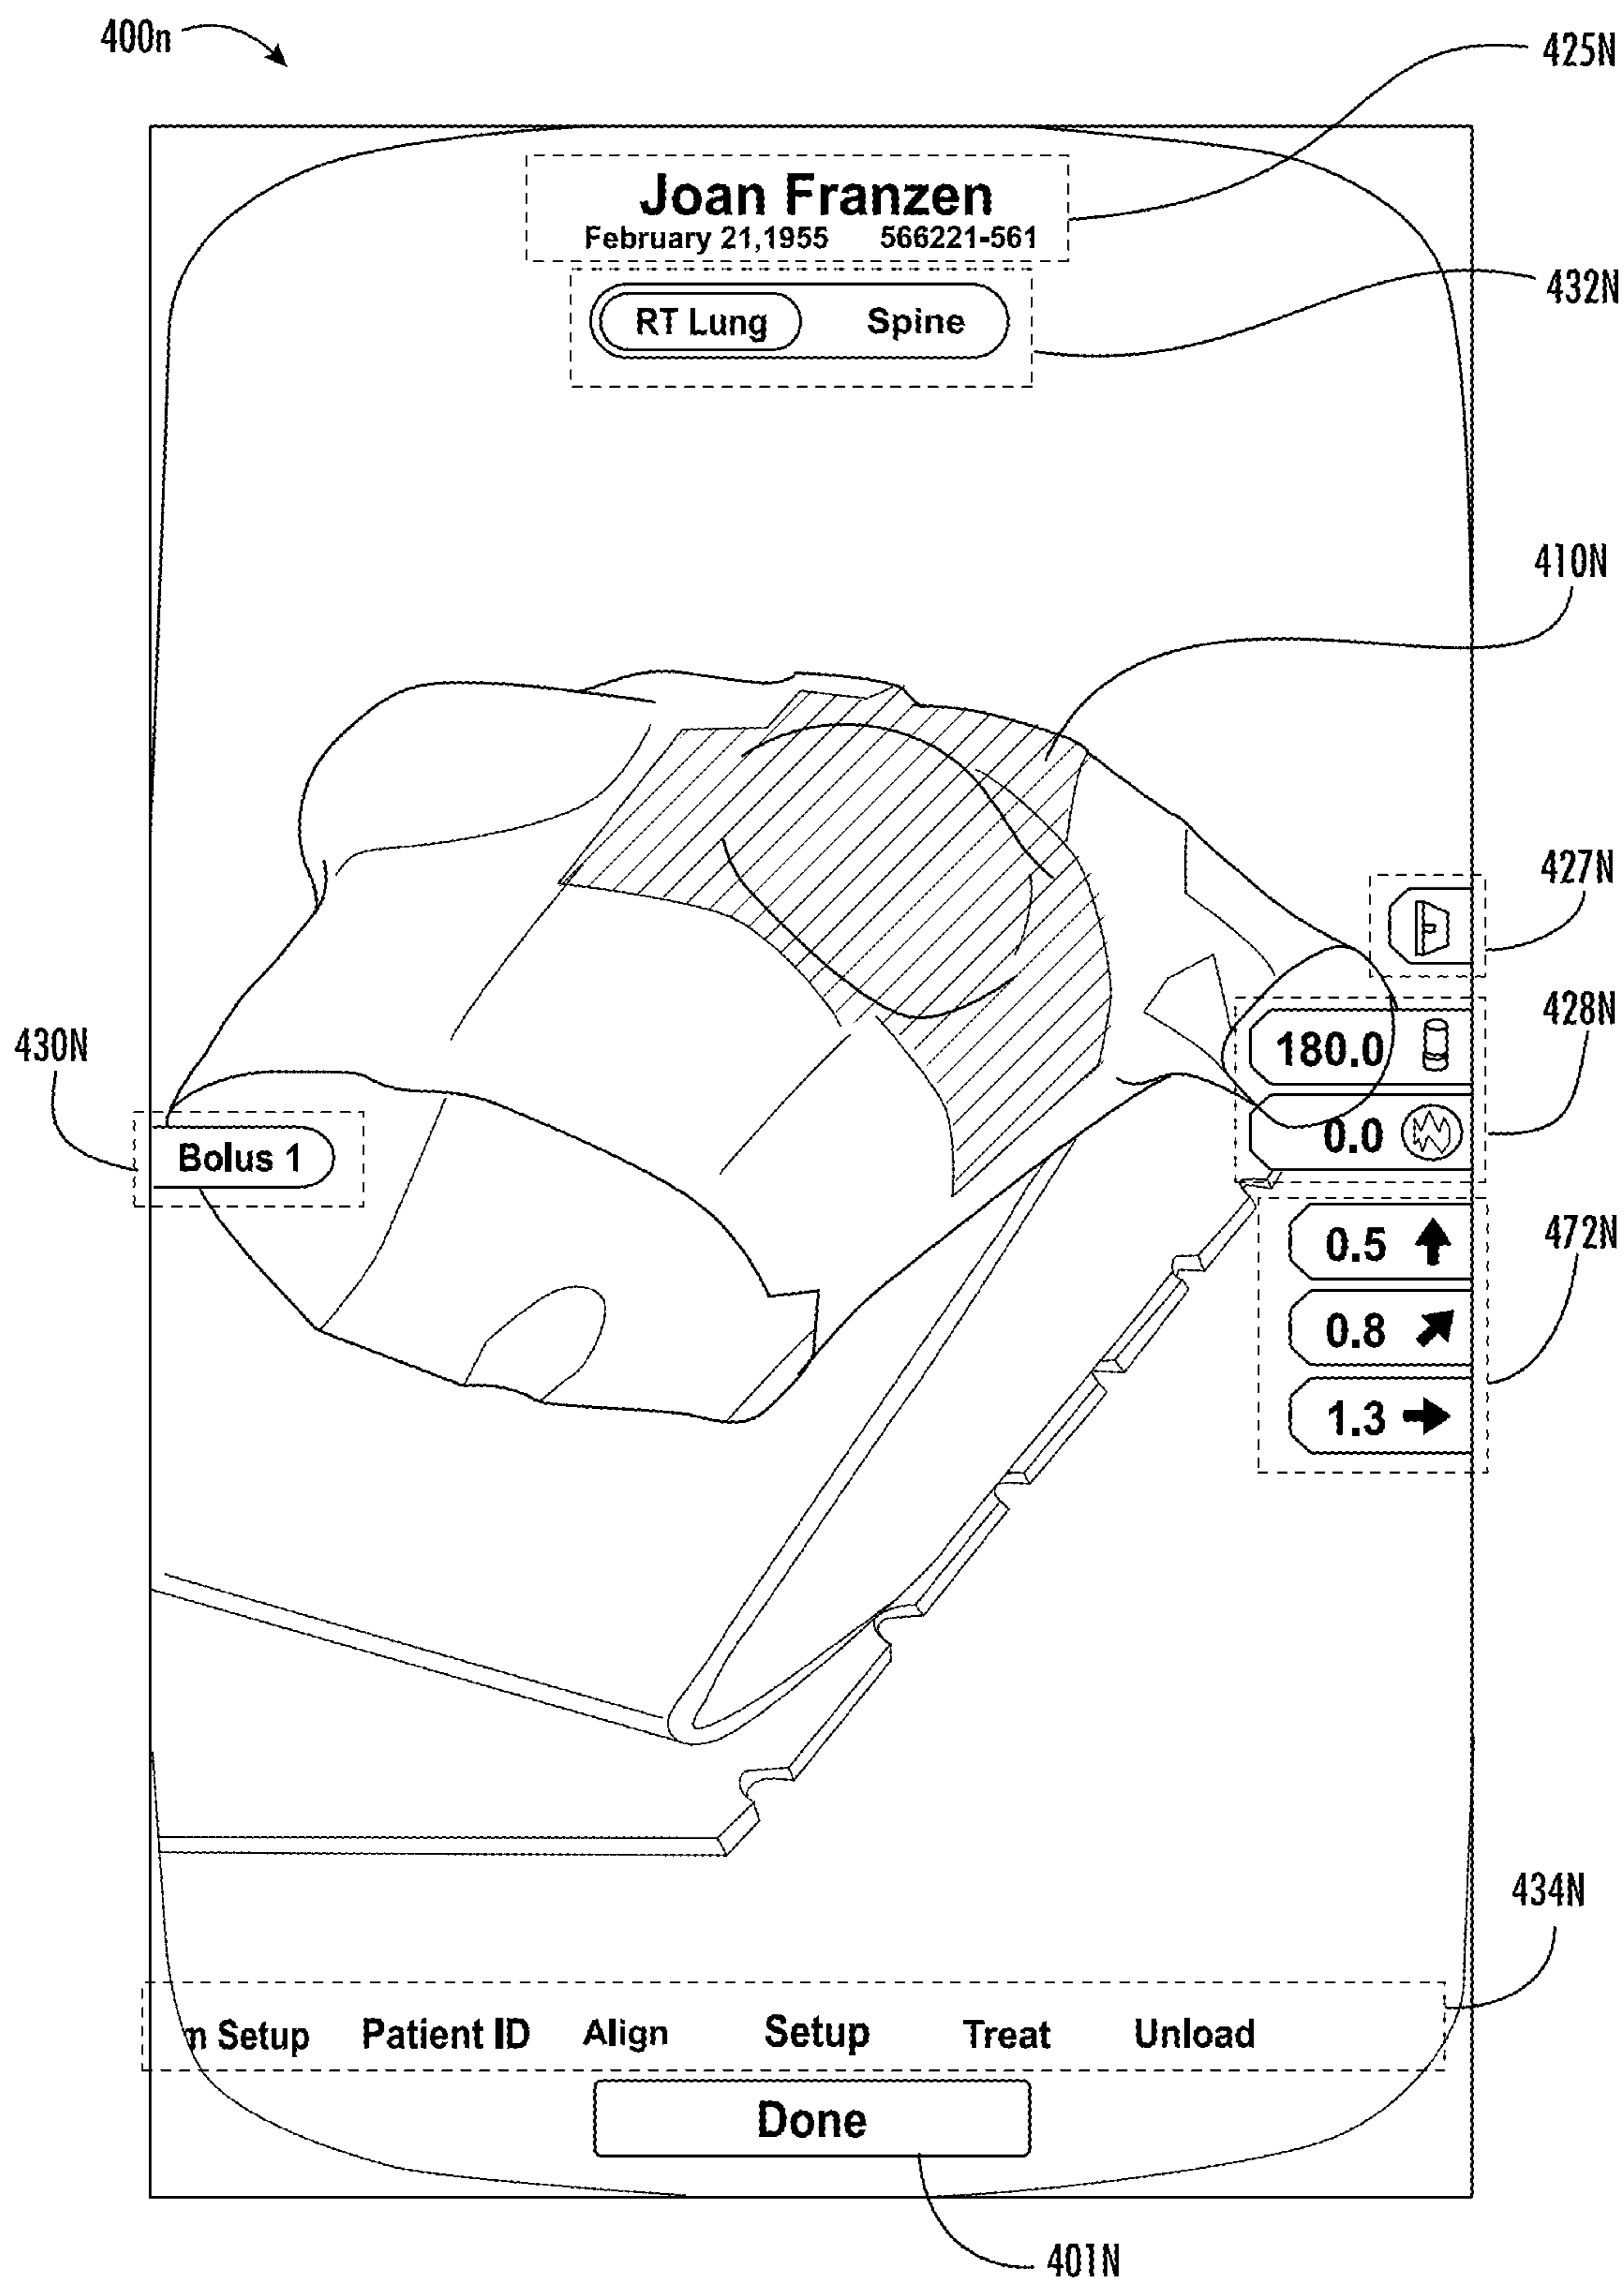 400n
425N
Joan Franzen
February 21,1955 566221-561
432N
RT Lung Spine
410N
427N
428N
180.0
430N
Bolus 1
0.0
472N
0.5
0.8
1.3
434N
n Setup Patient ID Align Setup Treat Unload
Done
401N